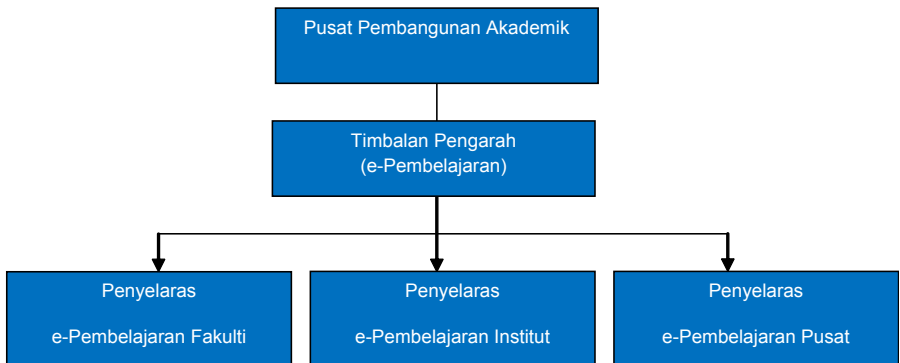 Pusat Pembangunan Akademik
Timbalan Pengarah
(e-Pembelajaran)
Penyelaras
e-Pembelajaran Fakulti
Penyelaras
e-Pembelajaran Institut
Penyelaras
e-Pembelajaran Pusat